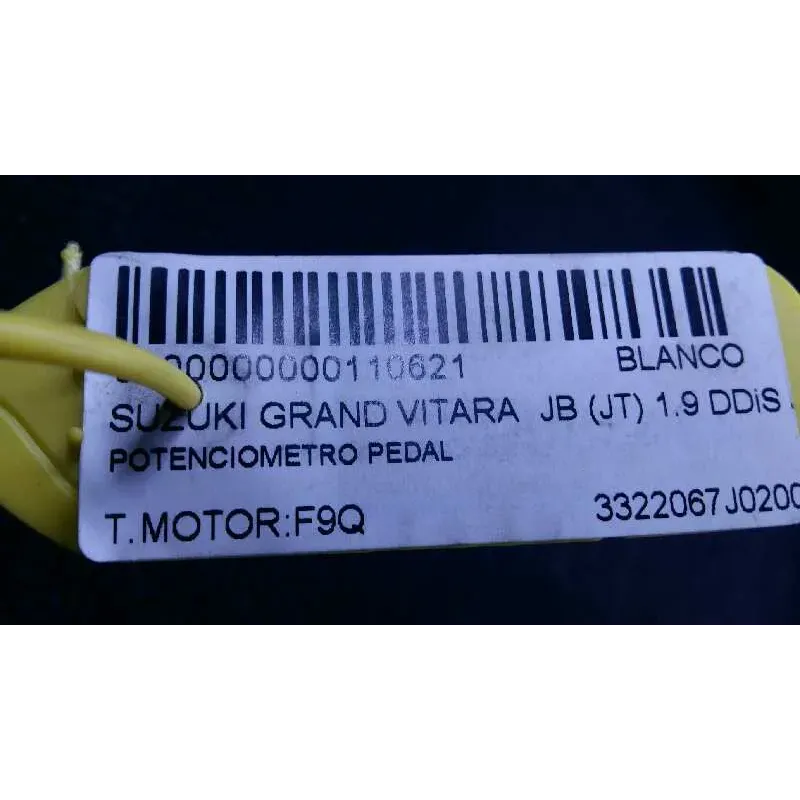 0000000110621 BLANCO
SUZUKI GRAND VITARA JB (JT) 1.9 DDiS
POTENCIOMETRO PEDAL
T.MOTOR:F9Q 3322067J0200